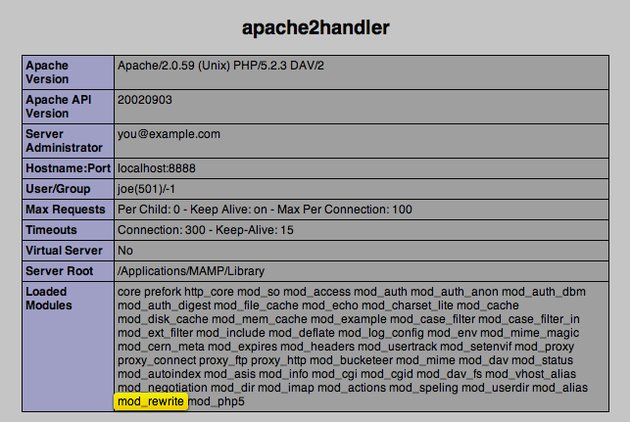 apache2handler
Apache Version Apache/2.0.59 (Unix) PHP/5.2.3 DAV/2
Apache API Version 20020903
Server Administrator you@example.com
Hostname:Port localhost:8888
User/Group joe(501)/-1
Max Requests Per Child: 0 - Keep Alive: on - Max Per Connection: 100
Timeouts Connection: 300 - Keep-Alive: 15
Virtual Server No
Server Root /Applications/MAMP/Library
Loaded Modules
core prefork http_core mod_so mod_access mod_auth mod_auth_anon mod_auth_dbm
mod_auth_digest mod_file_cache mod_echo mod_charset_lite mod_cache
mod_disk_cache mod_mem_cache mod_example mod_case_filter mod_case_filter_in
mod_ext_filter mod_include mod_deflate mod_log_config mod_env mod_mime_magic
mod_cern_meta mod_expires mod_headers mod_usertrack mod_setenvif mod_proxy
proxy_connect proxy_ftp proxy_http mod_bucketeer mod_mime mod_dav mod_status
mod_autoindex mod_asis mod_info mod_cgi mod_cgid mod_dav_fs mod_vhost_alias
mod_negotiation mod_dir mod_imap mod_actions mod_speling mod_userdir mod_alias
mod_rewrite mod_php5